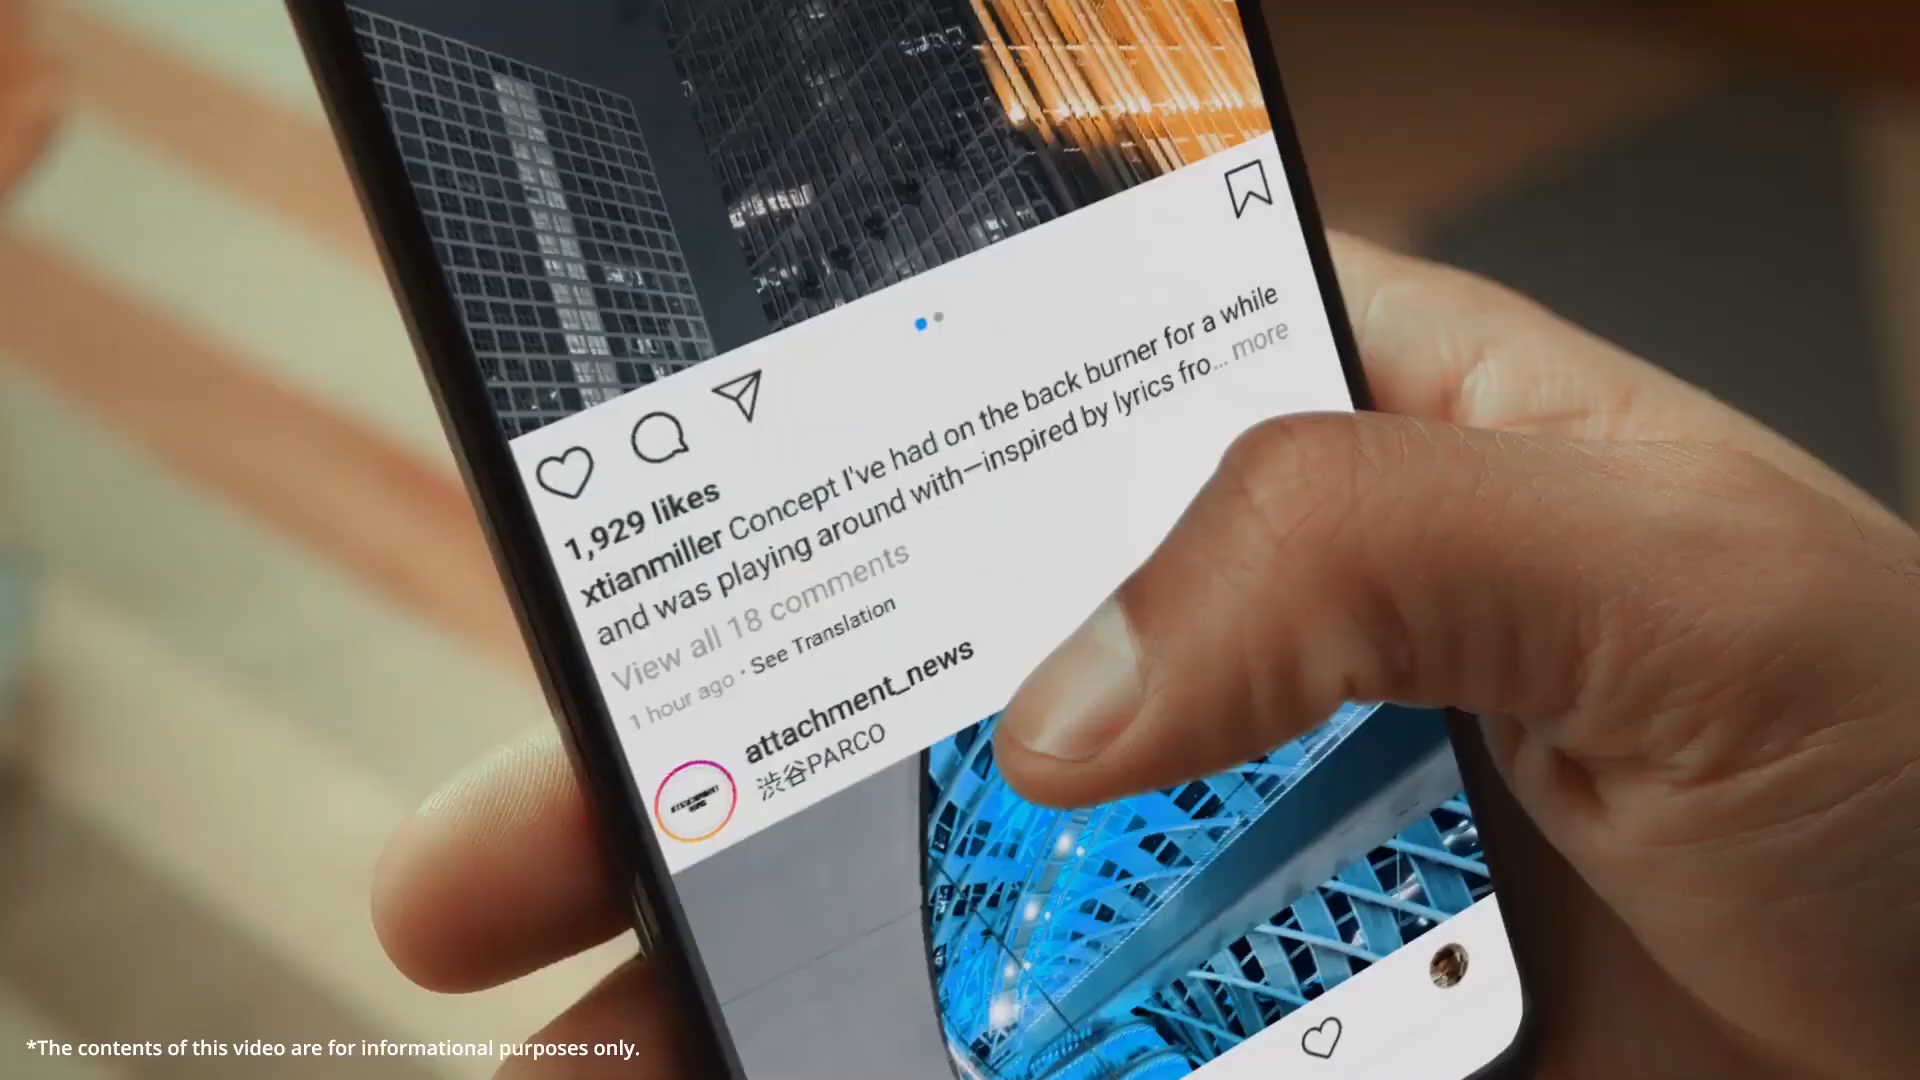 1,929 likes
xtianmiller Concept I've had on the back burner for a while
and was playing around with—inspired by lyrics fro... more
View all 18 comments
1 hour ago · See Translation
attachment_news
渋谷PARCO
*The contents of this video are for informational purposes only.